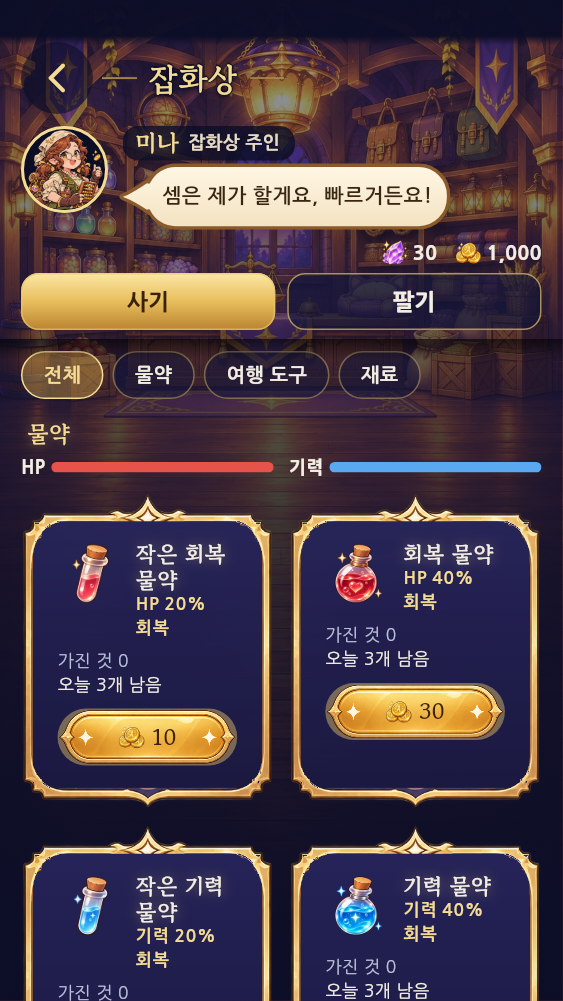 잡화상
미나 잡화상 주인
셈은 제가 할게요, 빠르거든요!
30 1,000
사기 팔기
전체 물약 여행 도구 재료
물약
HP 기력
작은 회복
물약
HP 20%
회복
가진 것 0
오늘 3개 남음
10
회복 물약
HP 40%
회복
가진 것 0
오늘 3개 남음
30
작은 기력
물약
기력 20%
회복
가진 것 0
기력 물약
기력 40%
회복
가진 것 0
오늘 3개 남음